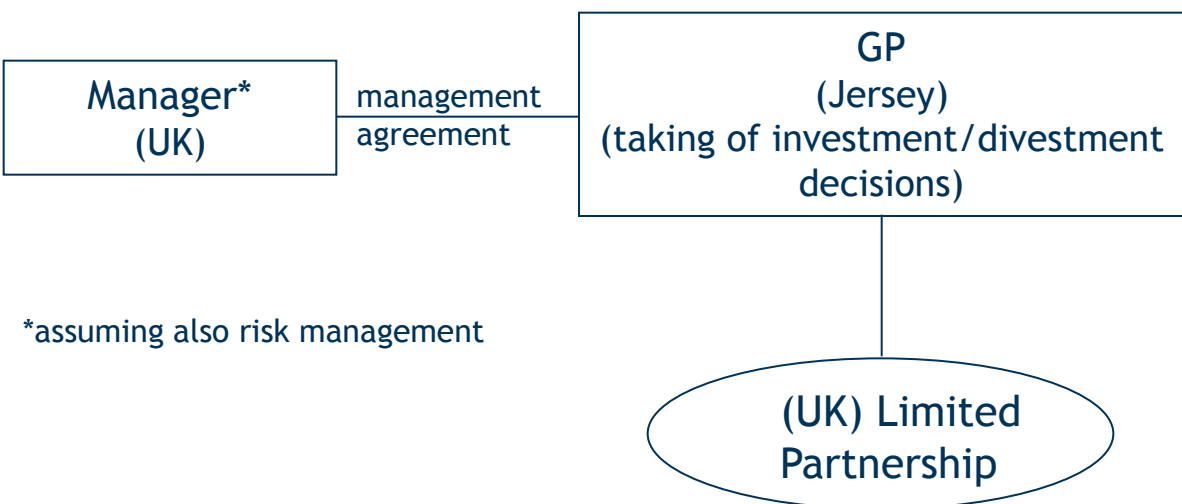 GP
(Jersey)
(taking of investment/divestment
decisions)
Manager*
(UK)
management
agreement
*assuming also risk management
(UK) Limited
Partnership